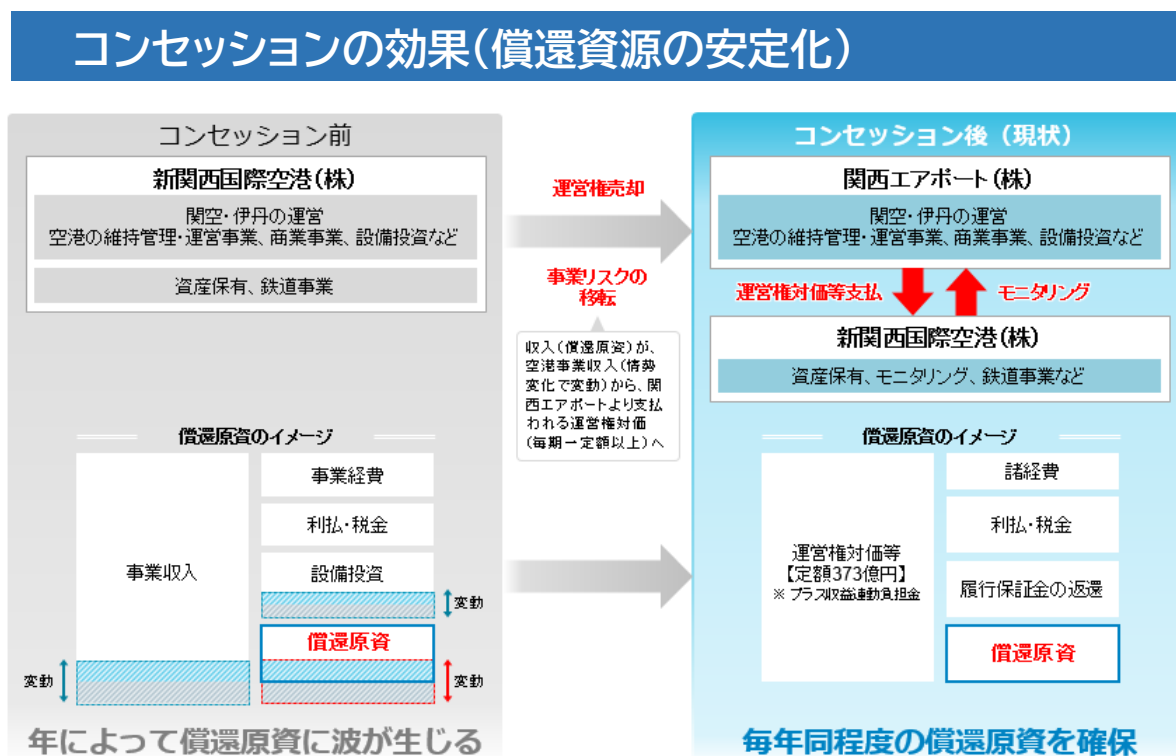 コンセッションの効果(償還資源の安定化)
コンセッション前
新関西国際空港(株)
関空・伊丹の運営
空港の維持管理・運営事業、商業事業、設備投資など
資産保有、鉄道事業
償還原資のイメージ
事業収入
変動
事業経費
利払・税金
設備投資
変動
償還原資
変動
年によって償還原資に波が生じる
運営権売却
事業リスクの
移転
収入(償還原資)が、
空港事業収入(情勢
変化で変動)から、関
西エアポートより支払
われる運営権対価
(毎期一定額以上)へ
コンセッション後(現状)
関西エアポート(株)
関空・伊丹の運営
空港の維持管理・運営事業、商業事業、設備投資など
運営権対価等支払
モニタリング
新関西国際空港(株)
資産保有、モニタリング、鉄道事業など
償還原資のイメージ
運営権対価等
【定額373億円】
※ プラス収益連動負担金
諸経費
利払・税金
履行保証金の返還
償還原資
毎年同程度の償還原資を確保